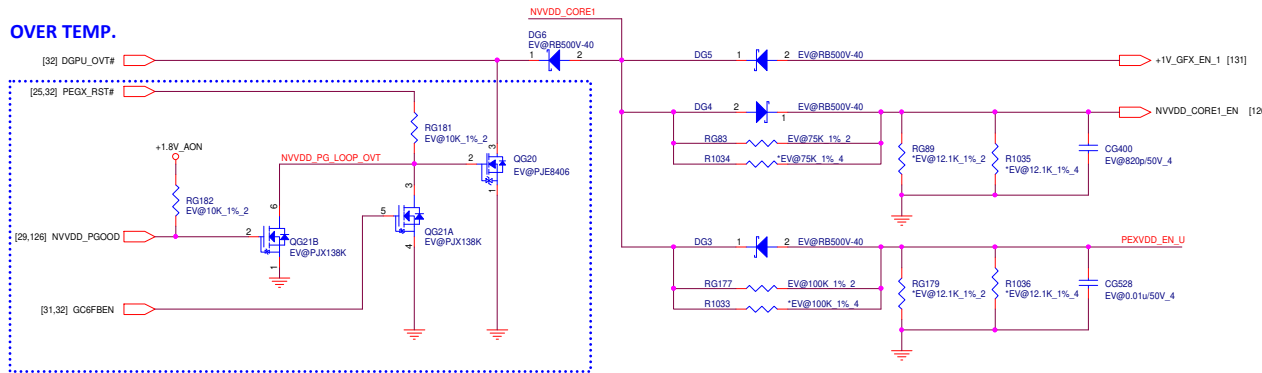 OVER TEMP.
NVVDD_CORE1
DG6
EV@RB500V-40
1 2
[32] DGPU_OVT#
DG5 1 2 EV@RB500V-40
+1V_GFX_EN_1 [131]
[25,32] PEGX_RST#
RG181
EV@10K_1%_2
DG4 2 1 EV@RB500V-40
NVVDD_CORE1_EN
RG83 EV@75K_1%_2
R1034 *EV@75K_1%_4
RG89
*EV@12.1K_1%_2
R1035
*EV@12.1K_1%_4
CG400
EV@820p/50V_4
+1.8V_AON
NVVDD_PG_LOOP_OVT
3
2
1
QG20
EV@PJE8406
RG182
EV@10K_1%_2
3
5
4
QG21A
EV@PJX138K
6
2
1
QG21B
EV@PJX138K
[29,126] NVVDD_PGOOD
DG3 1 2 EV@RB500V-40
PEXVDD_EN_U
RG177 EV@100K_1%_2
R1033 *EV@100K_1%_4
RG179
*EV@12.1K_1%_2
R1036
*EV@12.1K_1%_4
CG528
EV@0.01u/50V_4
[31,32] GC6FBEN